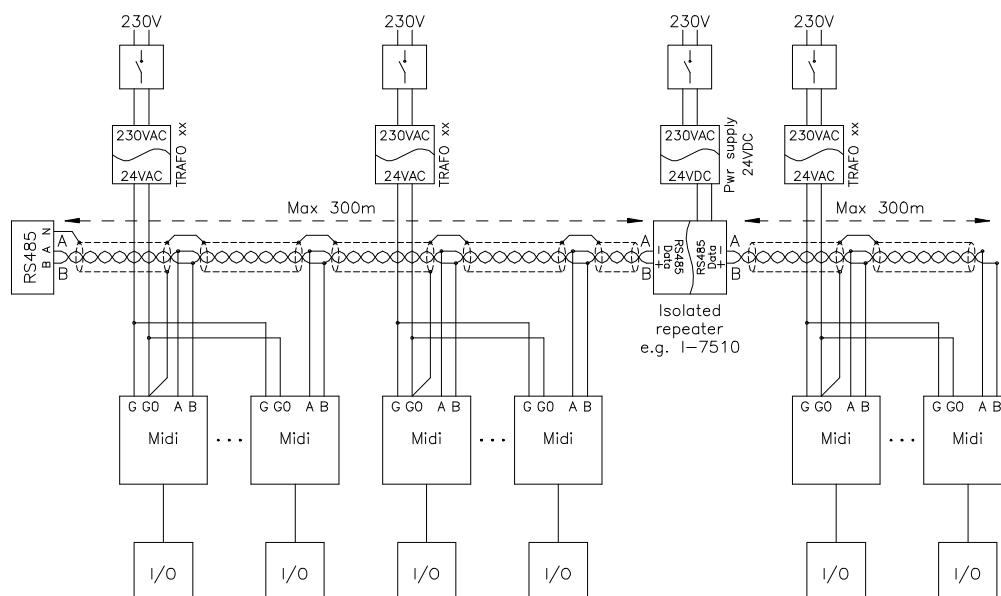 230V 230V 230V 230V
230VAC 230VAC 230VAC 230VAC
24VAC 24VAC 24VDC 24VAC
TRAFO xx
TRAFO xx
Pwr supply
24VDC
TRAFO xx
Max 300m Max 300m
RS485
N
A
B
A
B
A
B
RS485
Data
- +
RS485
Data
- +
A
B
Isolated
repeater
e.g. I-7510
G G0 A B G G0 A B G G0 A B G G0 A B G G0 A B G G0 A B
Midi ... Midi Midi ... Midi Midi ... Midi
I/O I/O I/O I/O I/O I/O